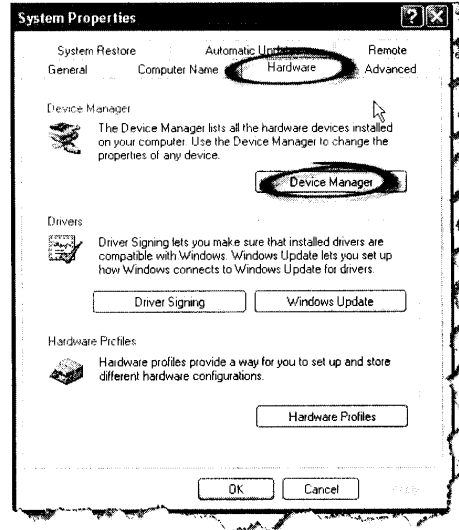 System Properties
System Restore Automatic Updates Remote
General Computer Name Hardware Advanced
Device Manager
The Device Manager lists all the hardware devices installed
on your computer. Use the Device Manager to change the
properties of any device.
Device Manager
Drivers
Driver Signing lets you make sure that installed drivers are
compatible with Windows. Windows Update lets you set up
how Windows connects to Windows Update for drivers.
Driver Signing Windows Update
Hardware Profiles
Hardware profiles provide a way for you to set up and store
different hardware configurations.
Hardware Profiles
OK Cancel Apply